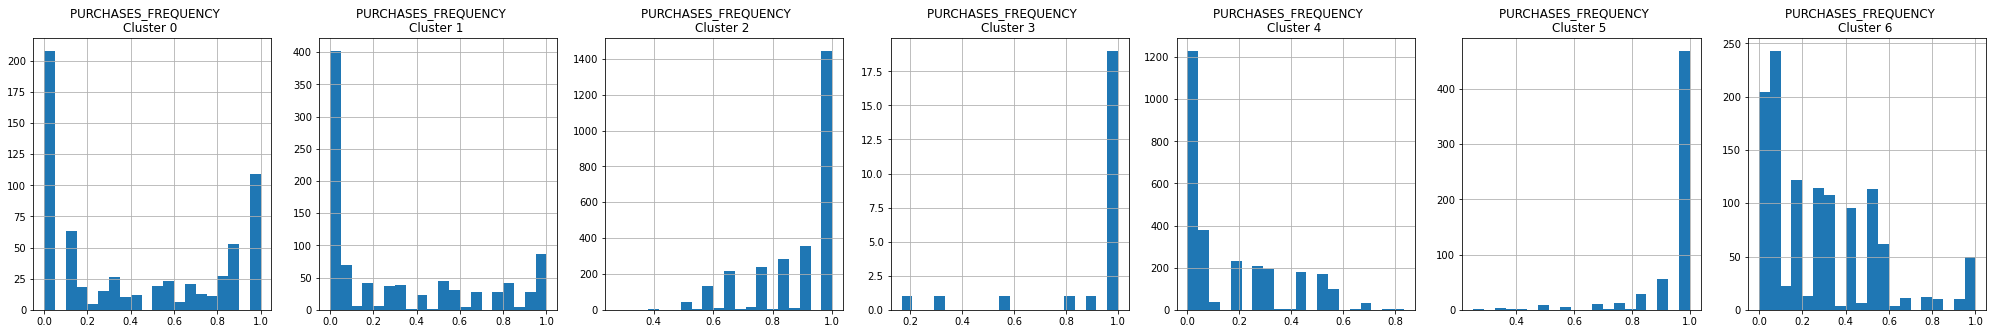 PURCHASES_FREQUENCY
Cluster 0
200
175
150
125
100
75
50
25
0
0.0 0.2 0.4 0.6 0.8 1.0
PURCHASES_FREQUENCY
Cluster 1
400
350
300
250
200
150
100
50
0
0.0 0.2 0.4 0.6 0.8 1.0
PURCHASES_FREQUENCY
Cluster 2
1400
1200
1000
800
600
400
200
0
0.4 0.6 0.8 1.0
PURCHASES_FREQUENCY
Cluster 3
17.5
15.0
12.5
10.0
7.5
5.0
2.5
0.0
0.2 0.4 0.6 0.8 1.0
PURCHASES_FREQUENCY
Cluster 4
1200
1000
800
600
400
200
0
0.0 0.2 0.4 0.6 0.8
PURCHASES_FREQUENCY
Cluster 5
400
300
200
100
0
0.4 0.6 0.8 1.0
PURCHASES_FREQUENCY
Cluster 6
250
200
150
100
50
0
0.0 0.2 0.4 0.6 0.8 1.0